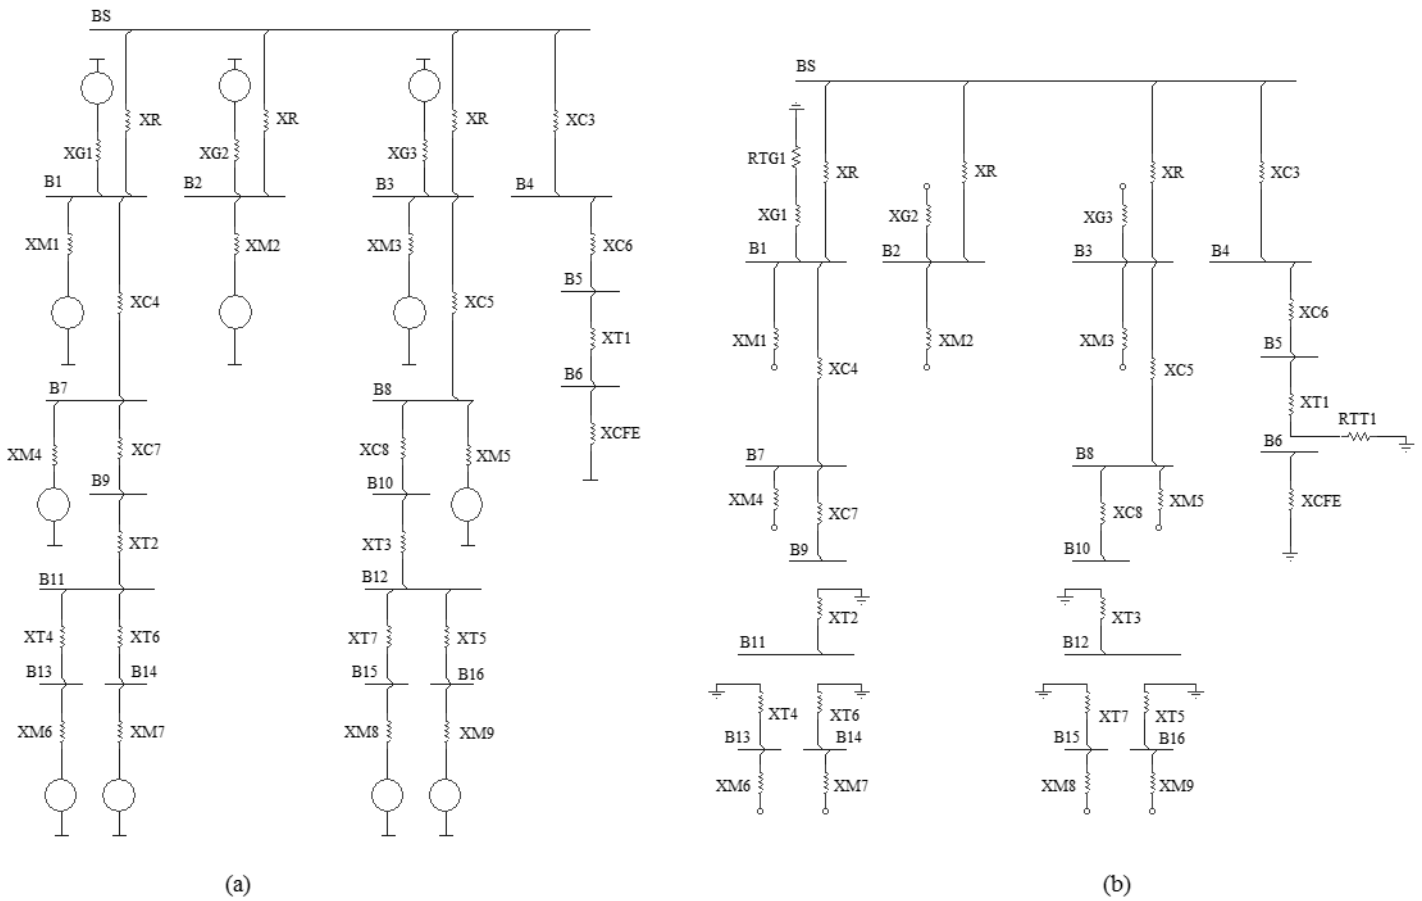 BS
XR
XR
XR
XC3
XG1
XG2
XG3
B1
B2
B3
B4
XM1
XM2
XM3
XC6
B5
XC4
XC5
XT1
B6
B7
B8
XCFE
XM4
XC7
XC8
XM5
B9
B10
XT2
XT3
B11
B12
XT4
XT6
XT7
XT5
B13
B14
B15
B16
XM6
XM7
XM8
XM9
(a)
BS
RTG1
XR
XR
XR
XC3
XG1
XG2
XG3
B1
B2
B3
B4
XM1
XM2
XM3
XC6
B5
XC4
XC5
XT1
RTT1
B6
B7
B8
XM4
XC7
XC8
XM5
XCFE
B9
B10
XT2
XT3
B11
B12
XT4
XT6
XT7
XT5
B13
B14
B15
B16
XM6
XM7
XM8
XM9
(b)